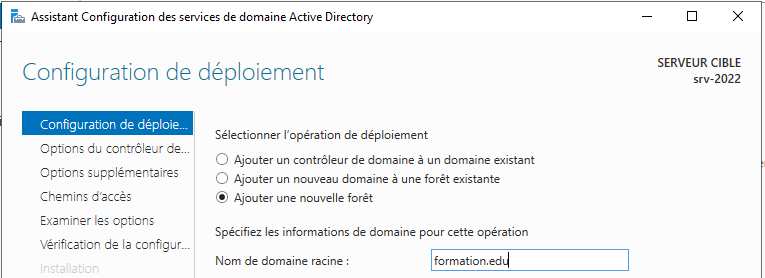 Assistant Configuration des services de domaine Active Directory
Configuration de déploiement
SERVEUR CIBLE
srv-2022
Configuration de déploie...
Options du contrôleur de...
Options supplémentaires
Chemins d'accès
Examiner les options
Vérification de la configur...
Installation
Sélectionner l'opération de déploiement
Ajouter un contrôleur de domaine à un domaine existant
Ajouter un nouveau domaine à une forêt existante
Ajouter une nouvelle forêt
Spécifiez les informations de domaine pour cette opération
Nom de domaine racine :
formation.edu